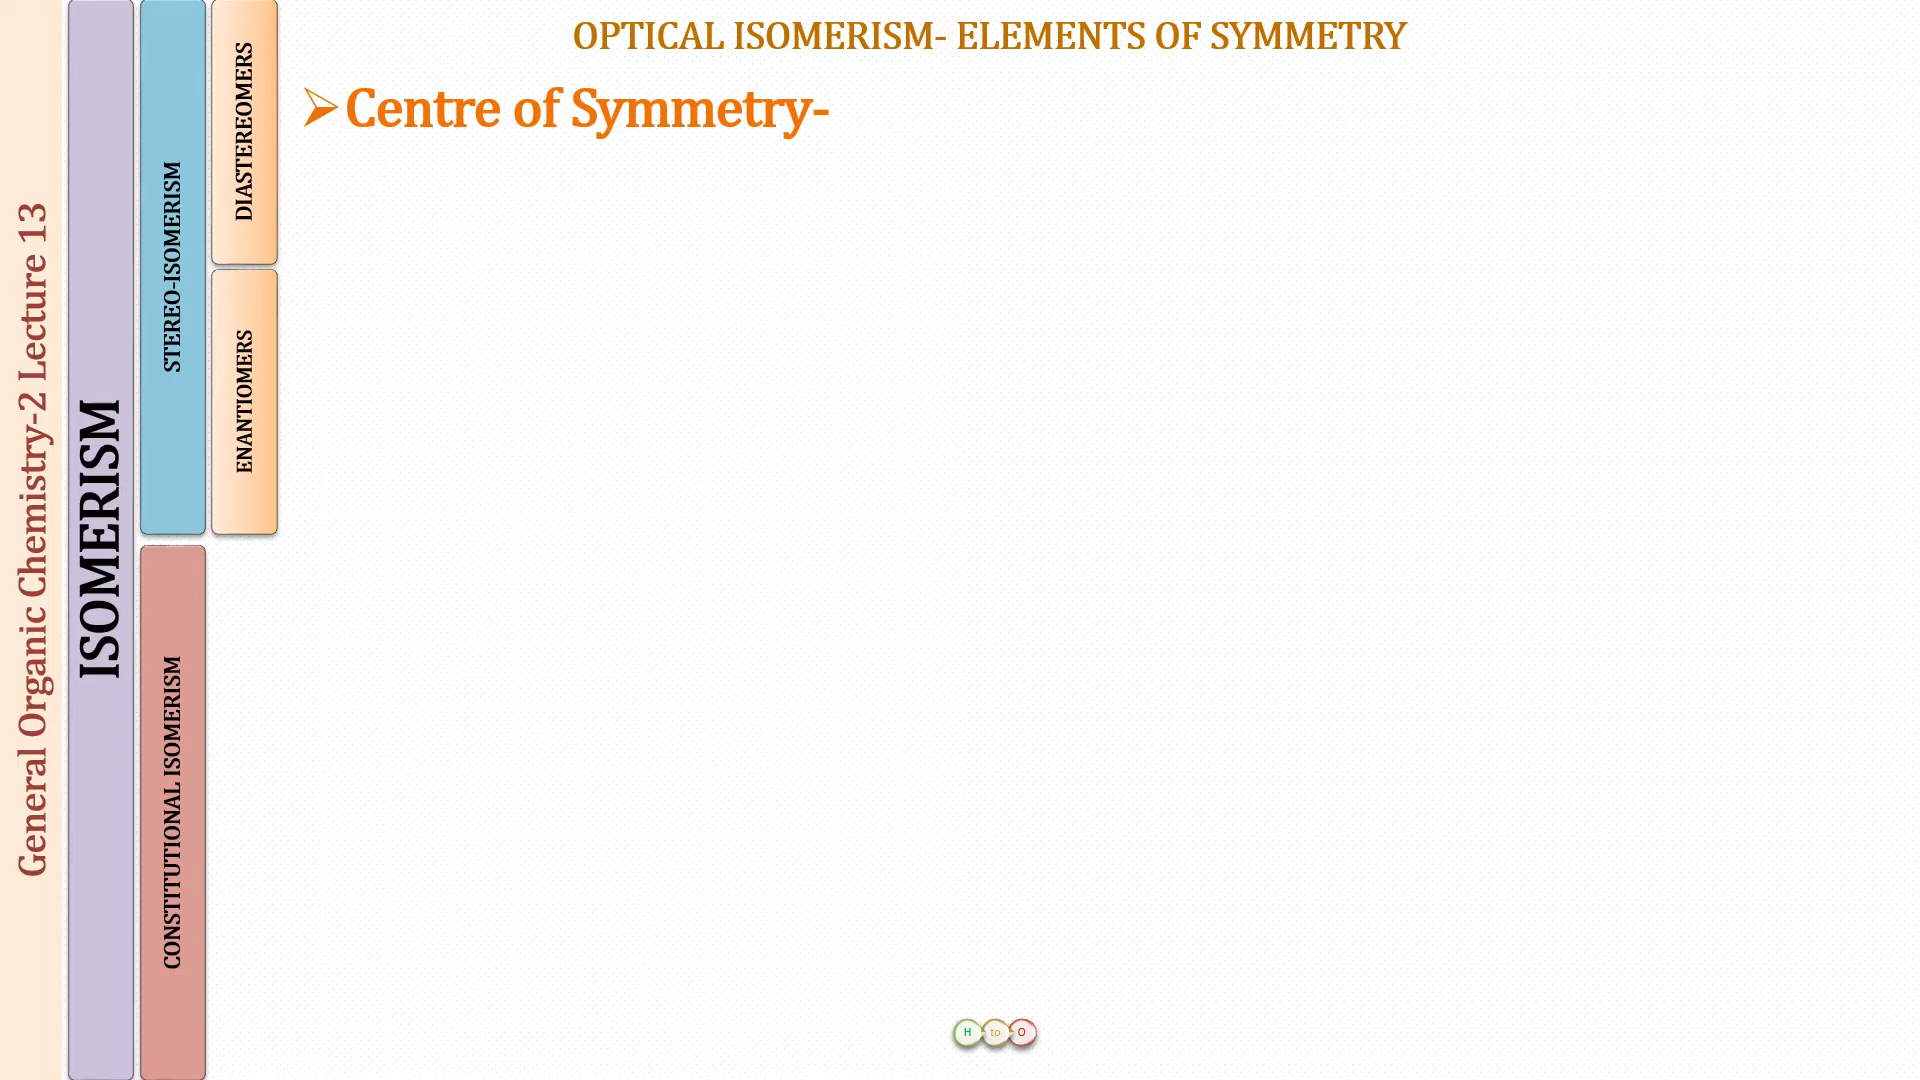 General Organic Chemistry-2 Lecture 13
ISOMERISM
STEREO-ISOMERISM
CONSTITUTIONAL ISOMERISM
DIASTEREOMERS
ENANTIOMERS
OPTICAL ISOMERISM- ELEMENTS OF SYMMETRY
Centre of Symmetry-
H to O